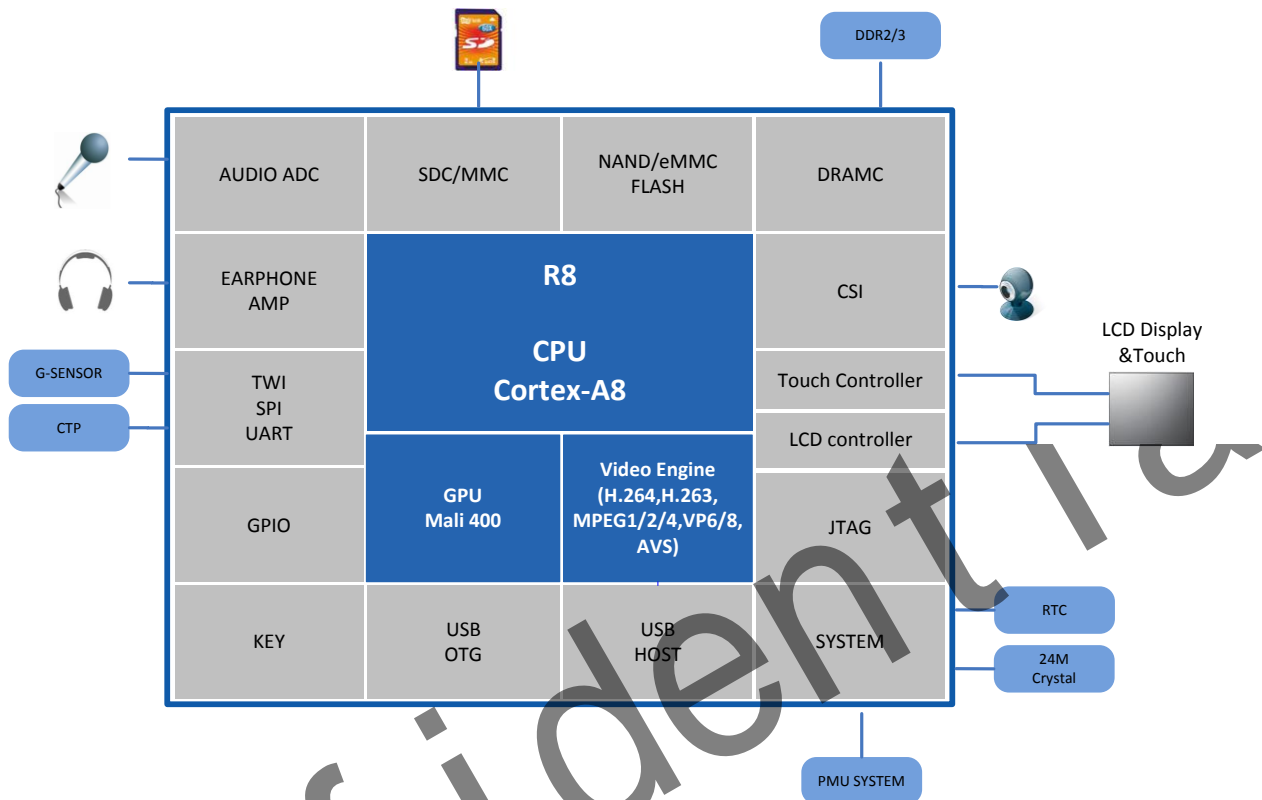 DDR2/3
AUDIO ADC
SDC/MMC
NAND/eMMC
FLASH
DRAMC
EARPHONE
AMP
R8
CPU
Cortex-A8
CSI
LCD Display
&Touch
G-SENSOR
CTP
TWI
SPI
UART
Touch Controller
LCD controller
GPIO
GPU
Mali 400
Video Engine
(H.264,H.263,
MPEG1/2/4,VP6/8,
AVS)
JTAG
KEY
USB
OTG
USB
HOST
SYSTEM
RTC
24M
Crystal
PMU SYSTEM
fidentia